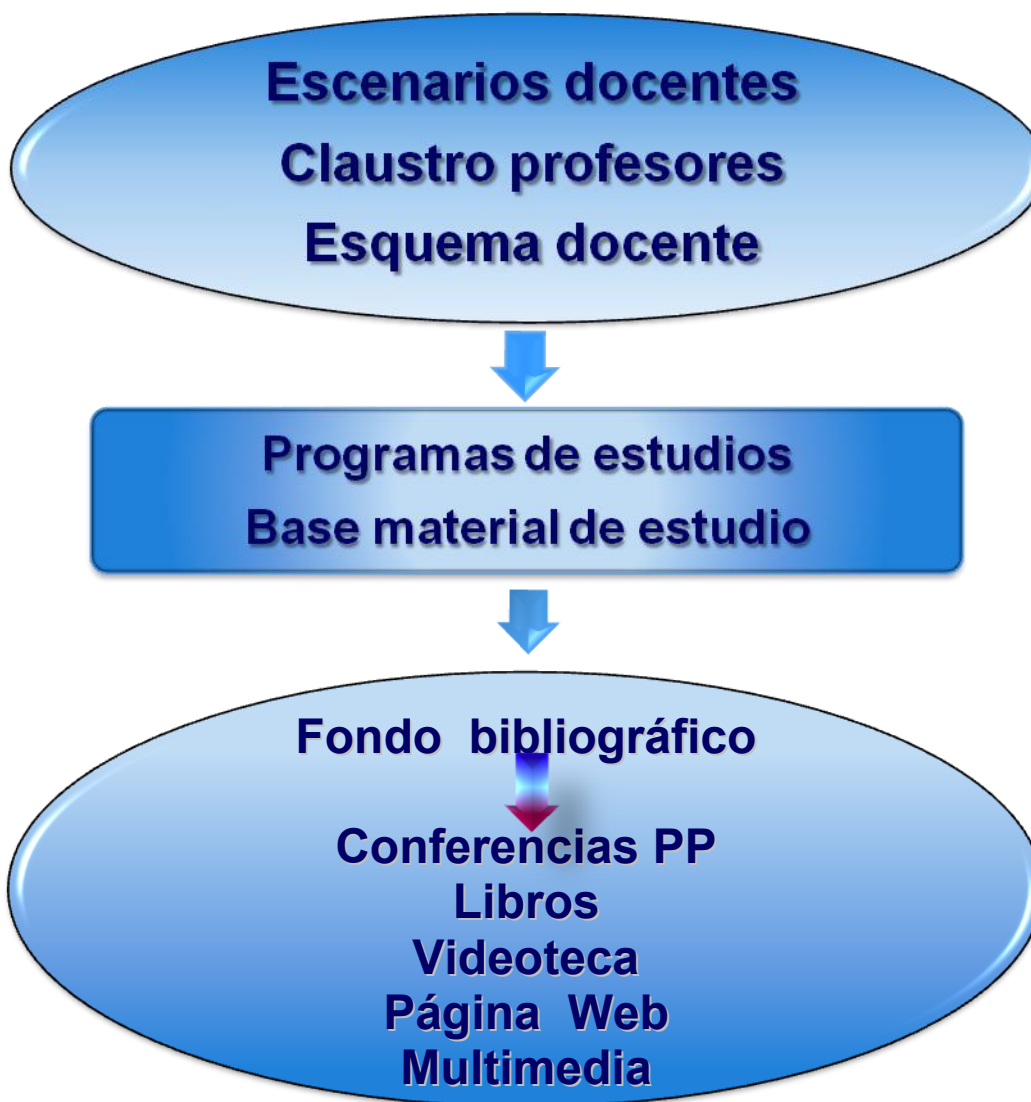 Escenarios docentes
Claustro profesores
Esquema docente
Programas de estudios
Base material de estudio
Fondo bibliográfico
Conferencias PP
Libros
Videoteca
Página Web
Multimedia